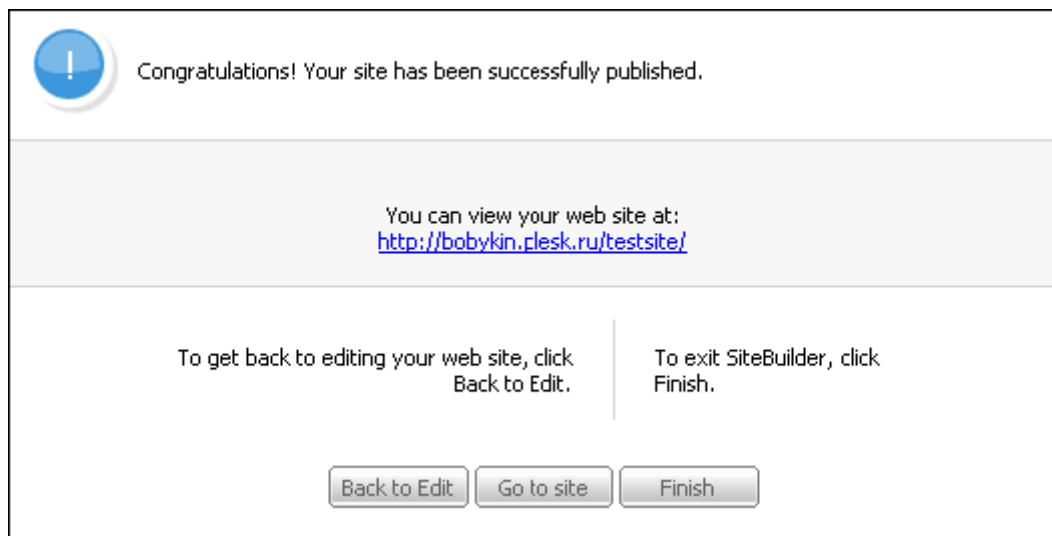 !
Congratulations! Your site has been successfully published.
You can view your web site at:
http://bobykin.plesk.ru/testsite/
To get back to editing your web site, click
Back to Edit.
To exit SiteBuilder, click
Finish.
Back to Edit
Go to site
Finish